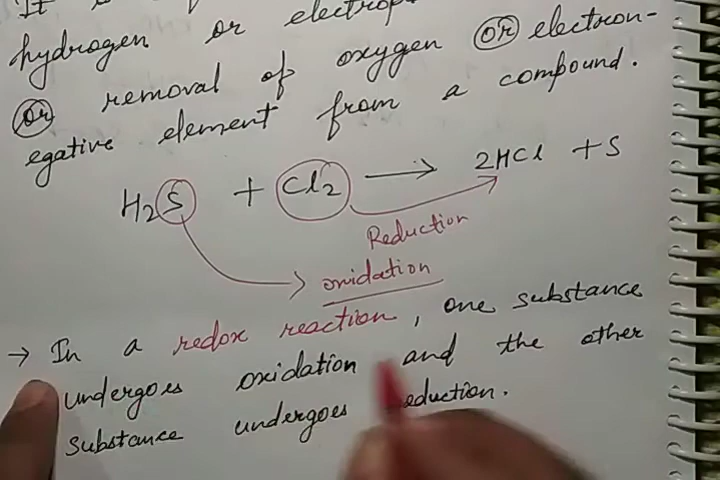 hydrogen or
(or) removal of oxygen (or) electron-
egative element from a compound.
H2S + Cl2 → 2HCl + S
Reduction
oxidation
→ In a redox reaction, one substance
undergoes oxidation and the other
substance undergoes reduction.